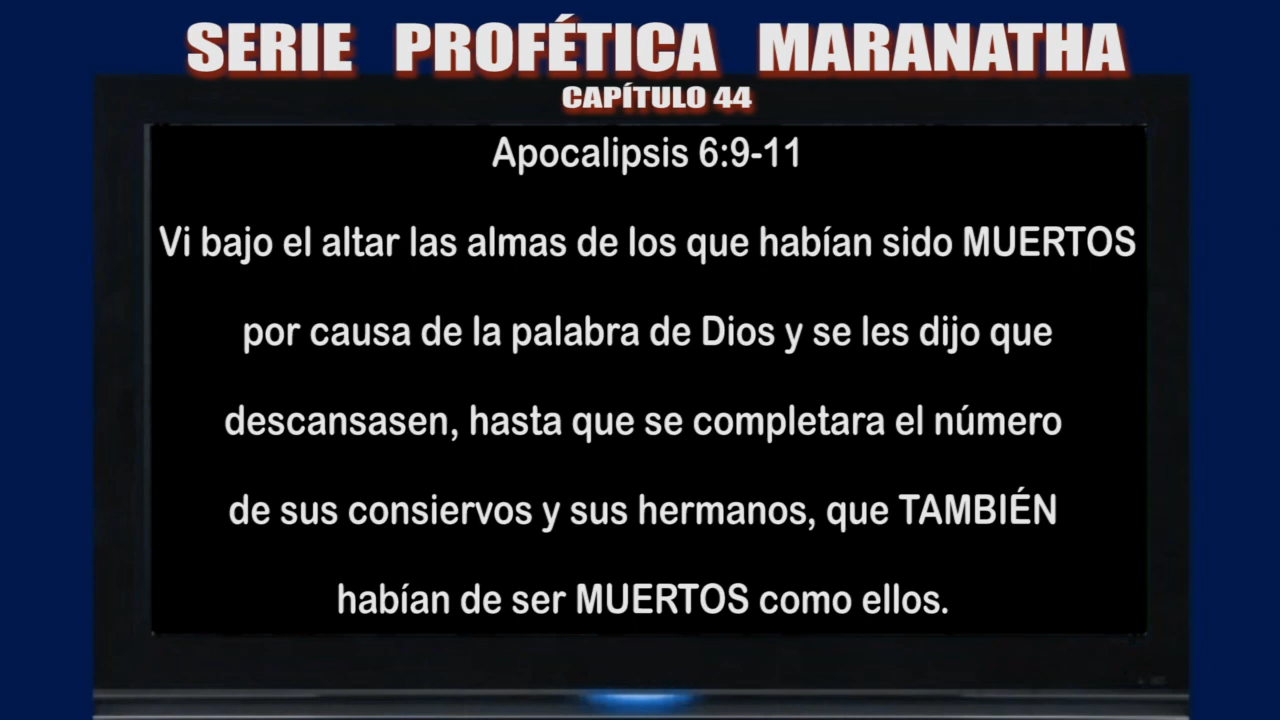 SERIE PROFÉTICA MARANATHA
CAPÍTULO 44
Apocalipsis 6:9-11
Vi bajo el altar las almas de los que habían sido MUERTOS
por causa de la palabra de Dios y se les dijo que
descansasen, hasta que se completara el número
de sus consiervos y sus hermanos, que TAMBIÉN
habían de ser MUERTOS como ellos.